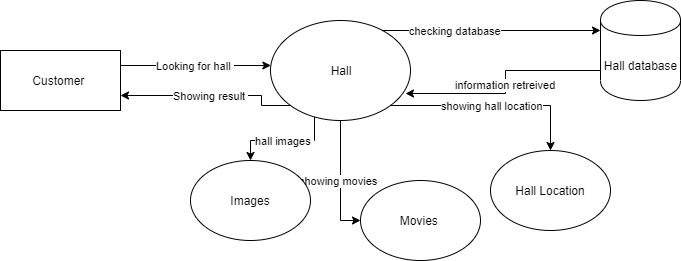 checking database
Looking for hall
Hall
Hall database
Customer
information retreived
Showing result
showing hall location
hall images
howing movies
Images
Movies
Hall Location